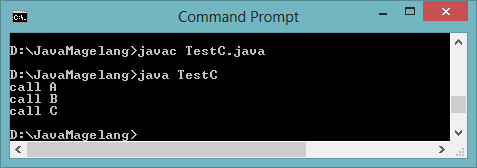 Command Prompt
D:\JavaMagelang>javac TestC.java
D:\JavaMagelang>java TestC
call A
call B
call C
D:\JavaMagelang>